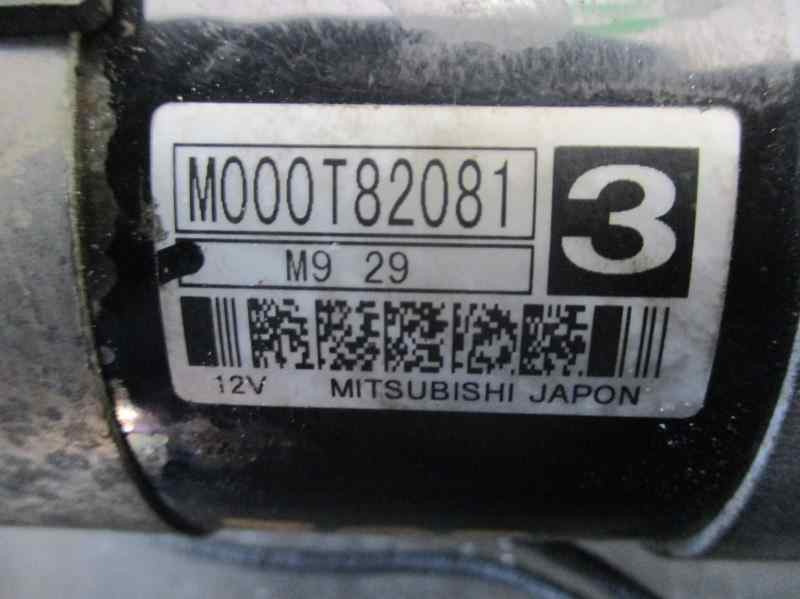 M000T82081
3
M9 29
12V MITSUBISHI JAPON